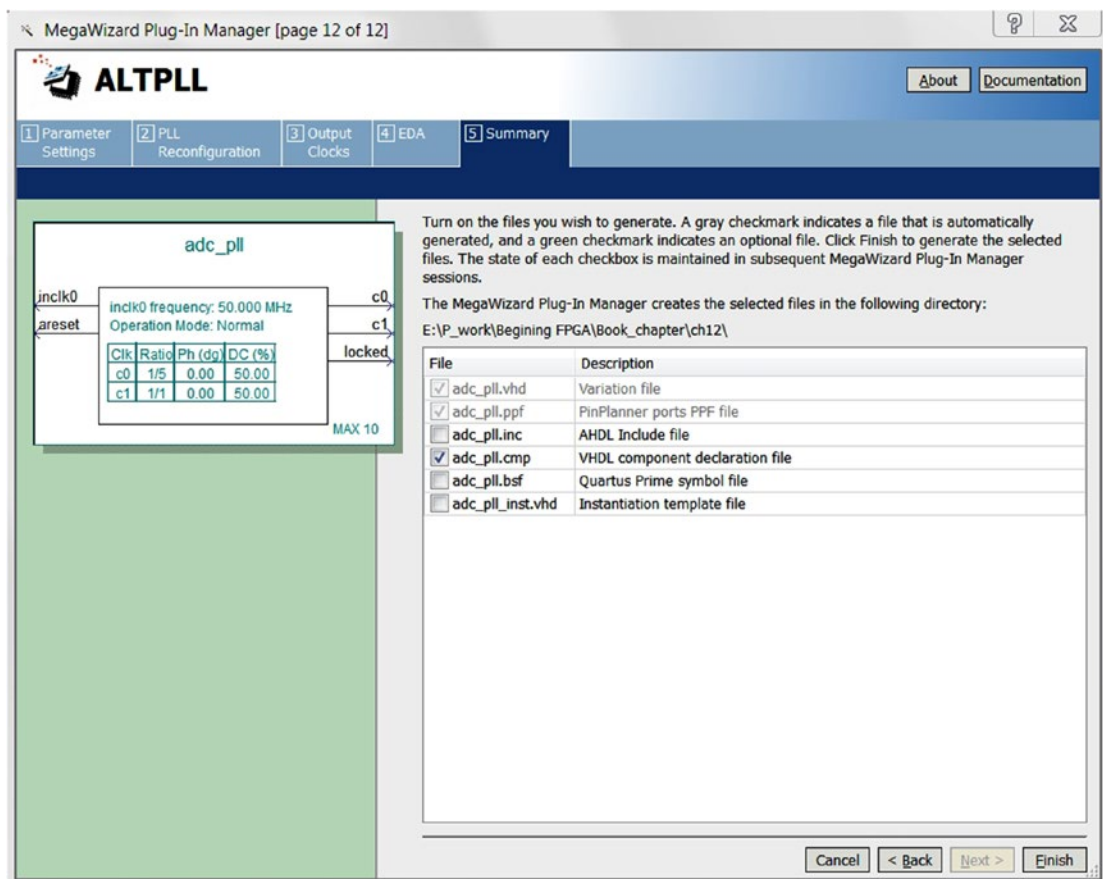 MegaWizard Plug-In Manager [page 12 of 12]
ALTPLL
About
Documentation
1 Parameter Settings
2 PLL Reconfiguration
3 Output Clocks
4 EDA
5 Summary
adc_pll
inclk0
areset
inclk0 frequency: 50.000 MHz
Operation Mode: Normal
Clk Ratio Ph (dg) DC (%)
c0 1/5 0.00 50.00
c1 1/1 0.00 50.00
c0
c1
locked
MAX 10
Turn on the files you wish to generate. A gray checkmark indicates a file that is automatically
generated, and a green checkmark indicates an optional file. Click Finish to generate the selected
files. The state of each checkbox is maintained in subsequent MegaWizard Plug-In Manager
sessions.
The MegaWizard Plug-In Manager creates the selected files in the following directory:
E:\P_work\Begining FPGA\Book_chapter\ch12\
File Description
adc_pll.vhd Variation file
adc_pll.ppf PinPlanner ports PPF file
adc_pll.inc AHDL Include file
adc_pll.cmp VHDL component declaration file
adc_pll.bsf Quartus Prime symbol file
adc_pll_inst.vhd Instantiation template file
Cancel
< Back
Next >
Finish